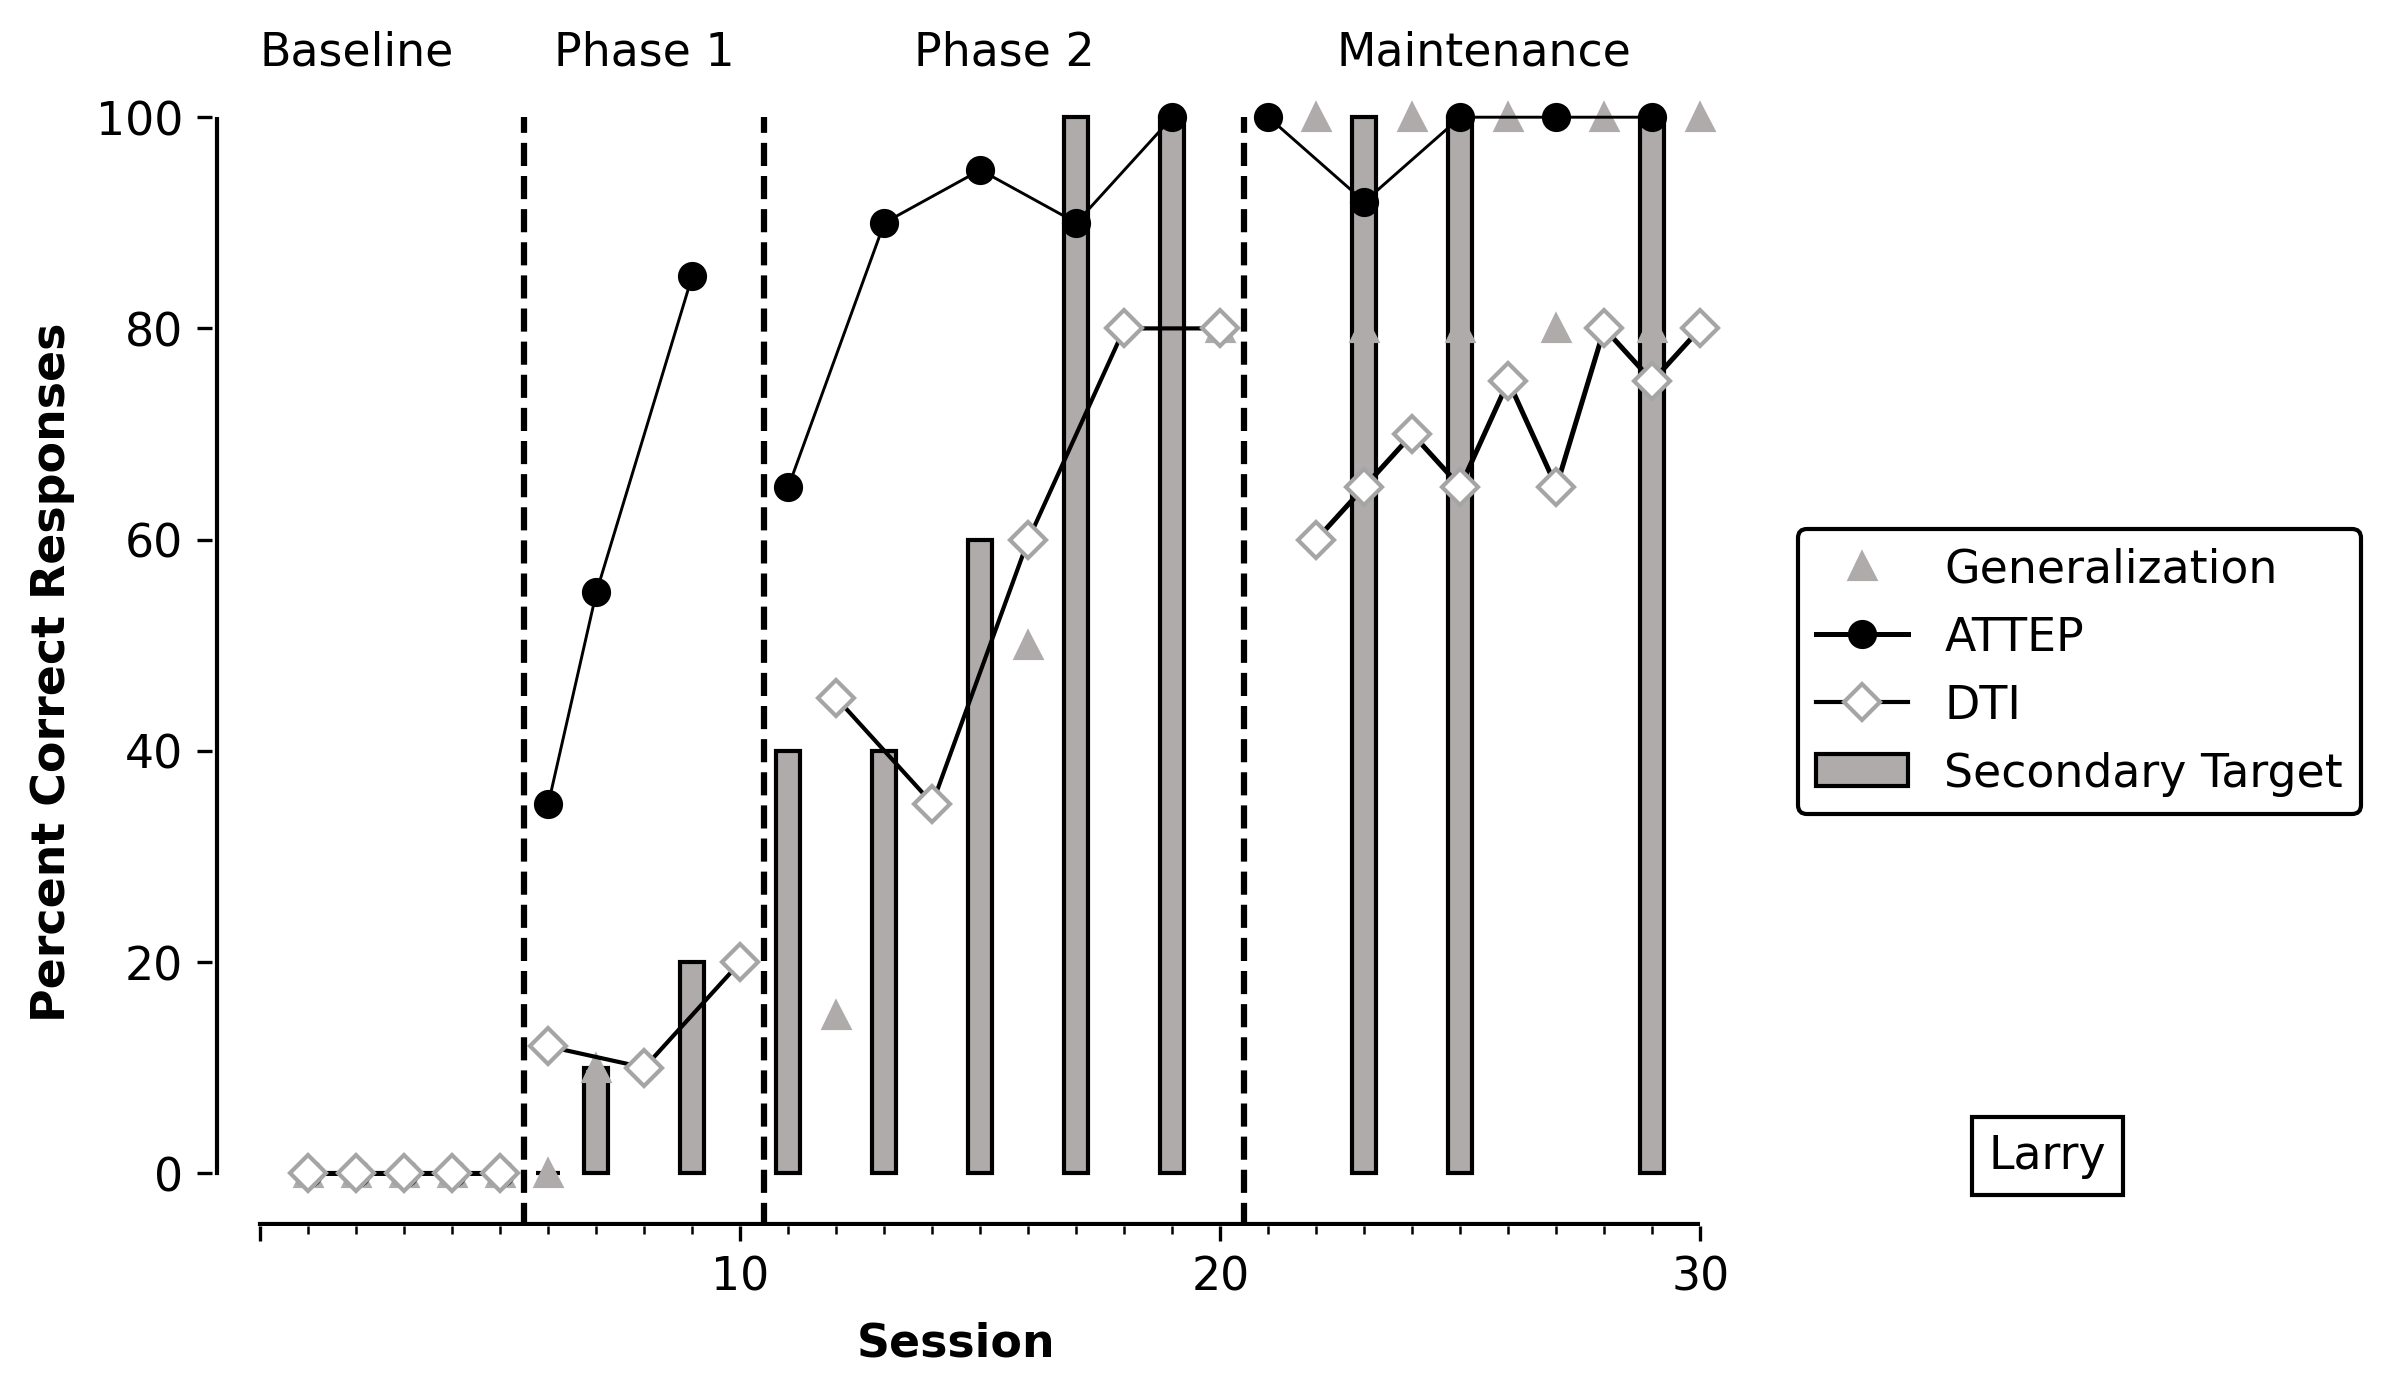 Baseline Phase 1 Phase 2 Maintenance
100
80
60
40
20
0
Percent Correct Responses
10 20 30
Session
Generalization
ATTEP
DTI
Secondary Target
Larry